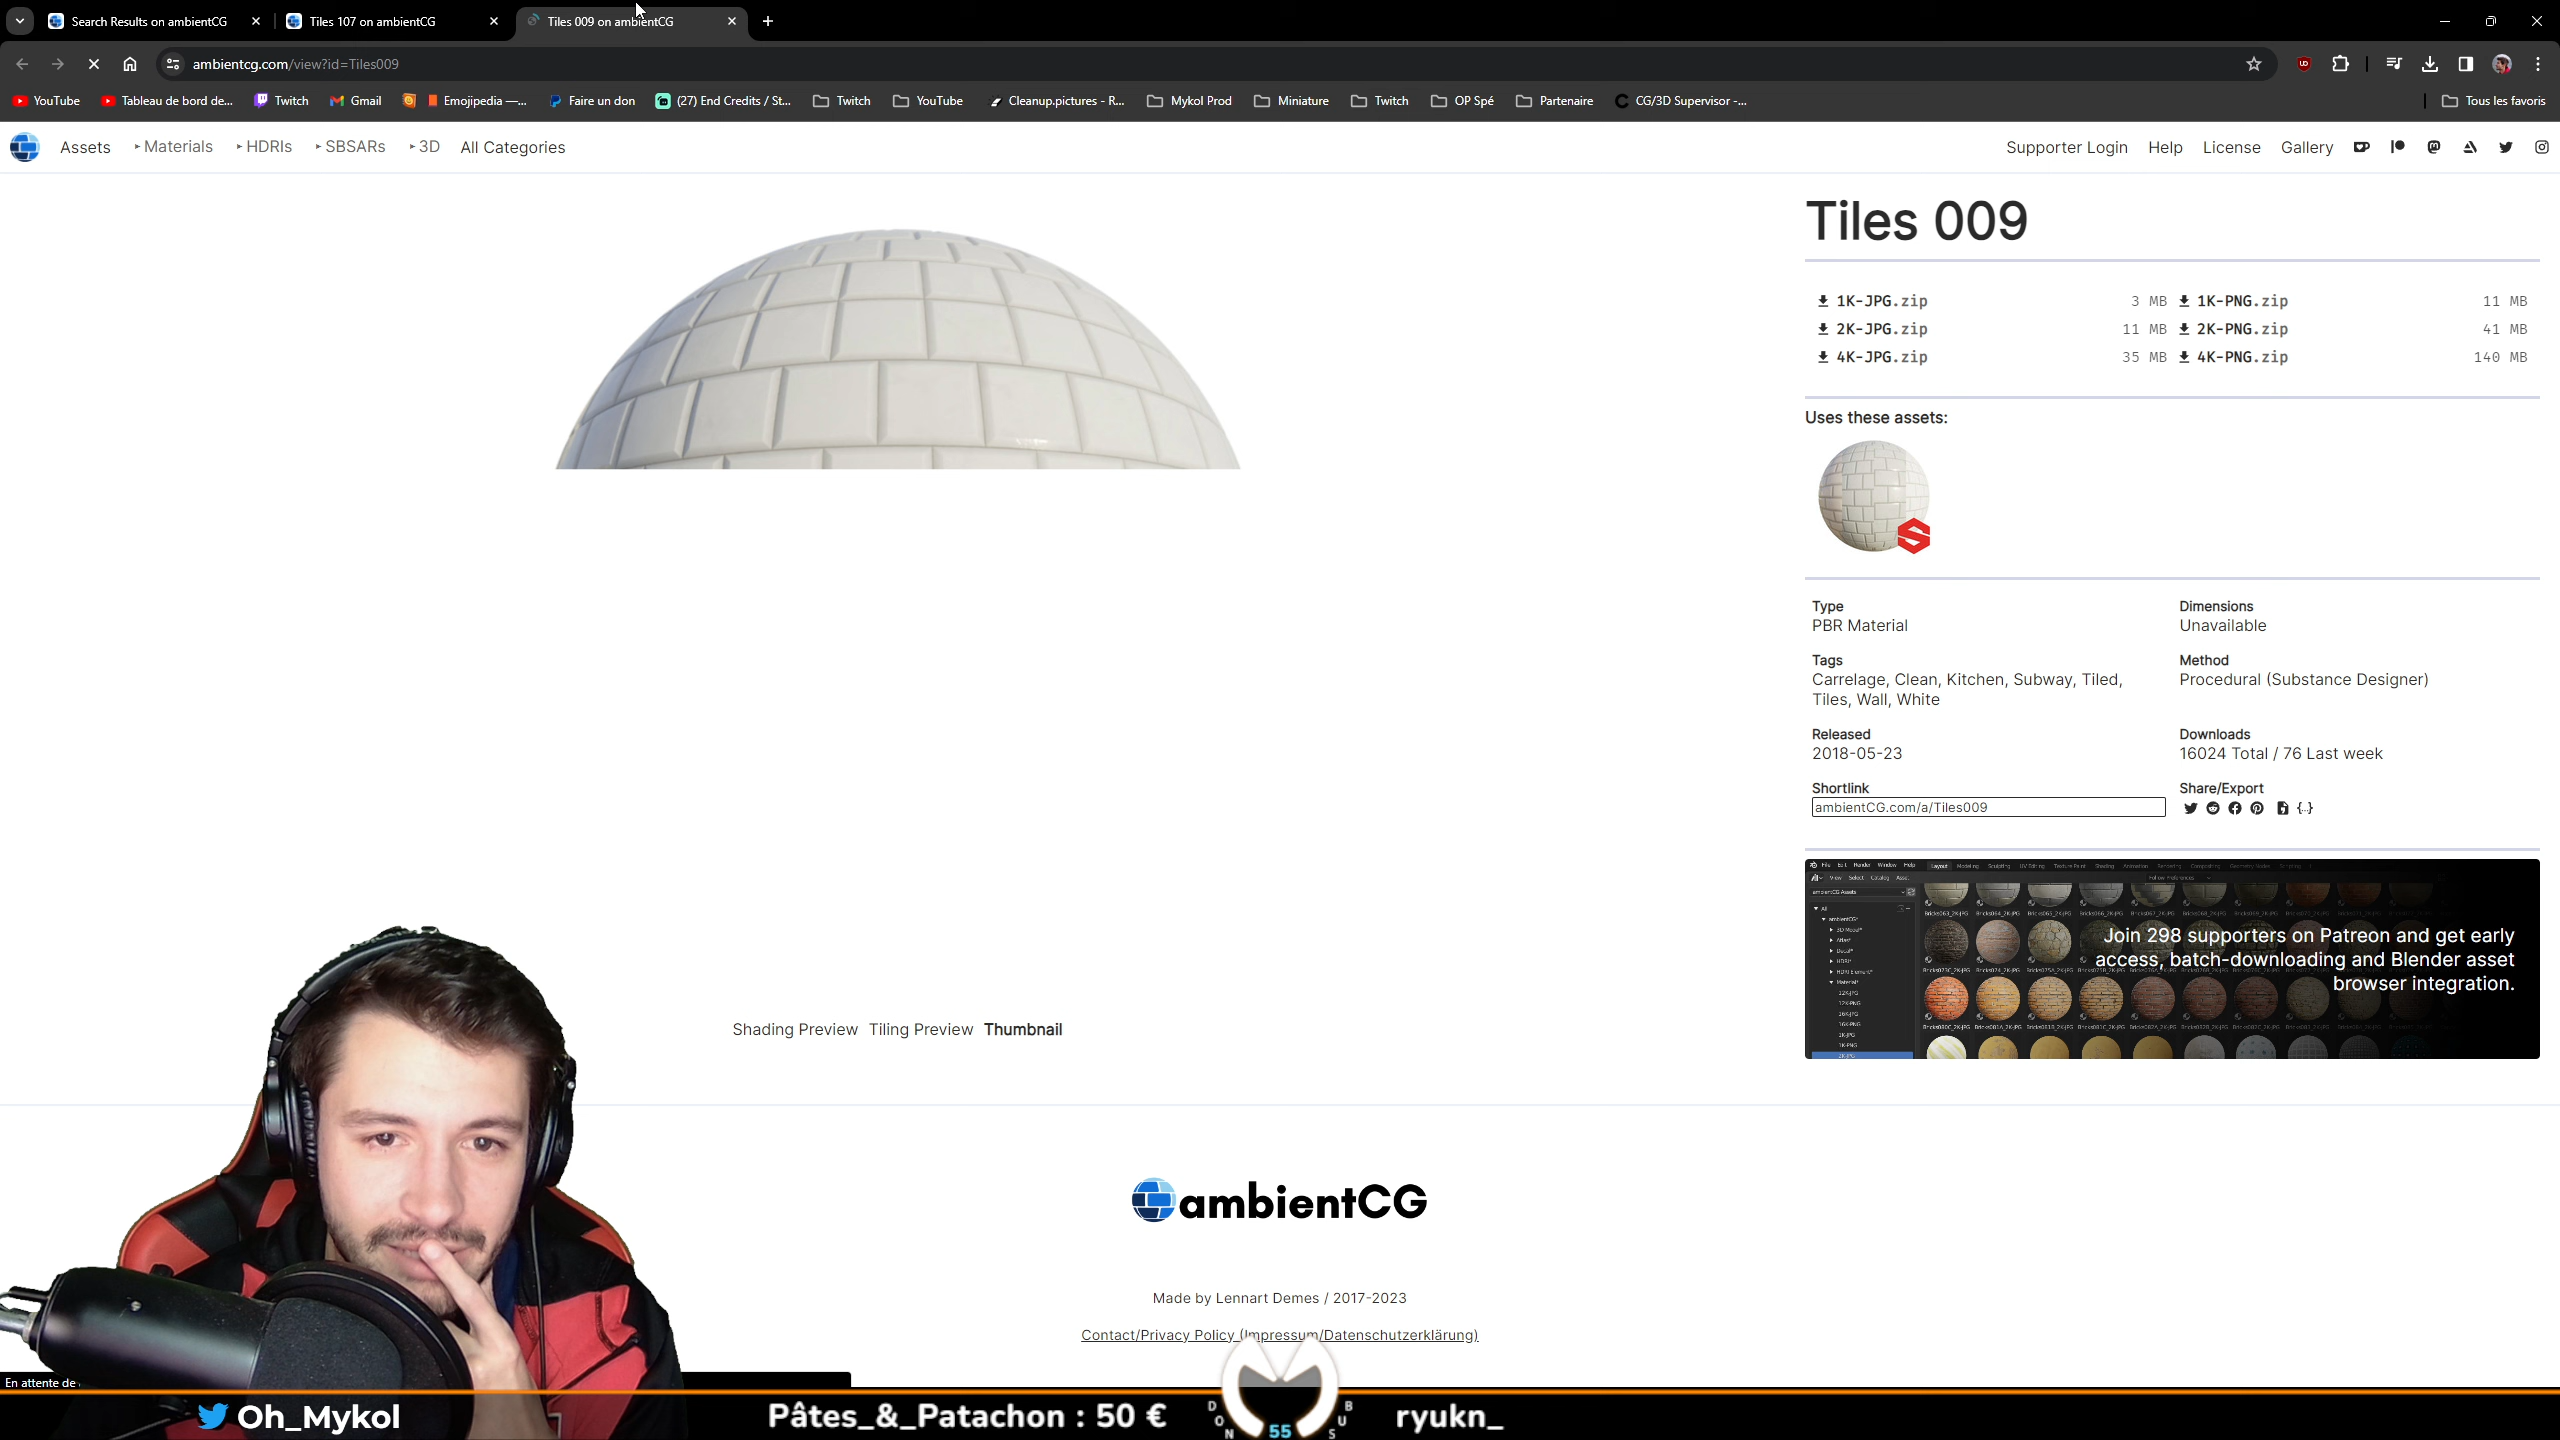 Search Results on ambientCG
Tiles 107 on ambientCG
Tiles 009 on ambientCG
ambientcg.com/view?id=Tiles009
YouTube
Tableau de bord de...
Twitch
Gmail
Emojipedia —...
Faire un don
(27) End Credits / St...
Twitch
YouTube
Cleanup.pictures - R...
Mykol Prod
Miniature
Twitch
OP Spé
Partenaire
CG/3D Supervisor -...
Tous les favoris
Assets
Materials
HDRIs
SBSARs
3D
All Categories
Supporter Login
Help
License
Gallery
Tiles 009
1K-JPG.zip 3 MB
1K-PNG.zip 11 MB
2K-JPG.zip 11 MB
2K-PNG.zip 41 MB
4K-JPG.zip 35 MB
4K-PNG.zip 140 MB
Uses these assets:
Type
PBR Material
Dimensions
Unavailable
Tags
Carrelage, Clean, Kitchen, Subway, Tiled,
Tiles, Wall, White
Method
Procedural (Substance Designer)
Released
2018-05-23
Downloads
16024 Total / 76 Last week
Shortlink
ambientCG.com/a/Tiles009
Share/Export
Join 298 supporters on Patreon and get early
access, batch-downloading and Blender asset
browser integration.
Shading Preview
Tiling Preview
Thumbnail
ambientCG
Made by Lennart Demes / 2017-2023
Contact/Privacy Policy (Impressum/Datenschutzerklärung)
En attente de
Oh_Mykol
Pâtes_&_Patachon : 50 €
DON
55
SUB
ryukn_